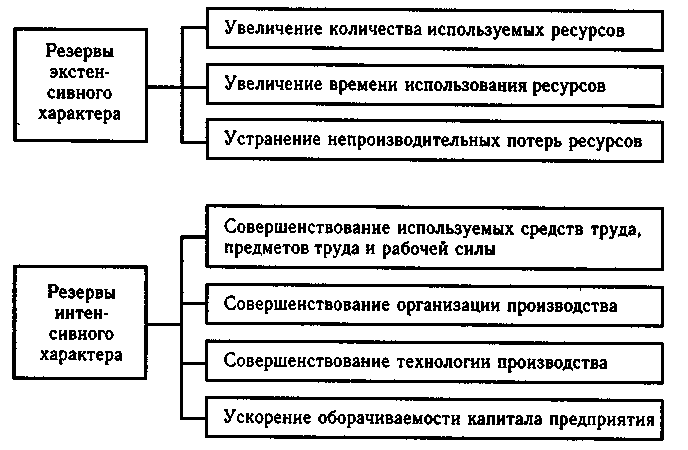 Резервы
экстен-
сивного
характера
Увеличение количества используемых ресурсов
Увеличение времени использования ресурсов
Устранение непроизводительных потерь ресурсов
Резервы
интен-
сивного
характера
Совершенствование используемых средств труда,
предметов труда и рабочей силы
Совершенствование организации производства
Совершенствование технологии производства
Ускорение оборачиваемости капитала предприятия